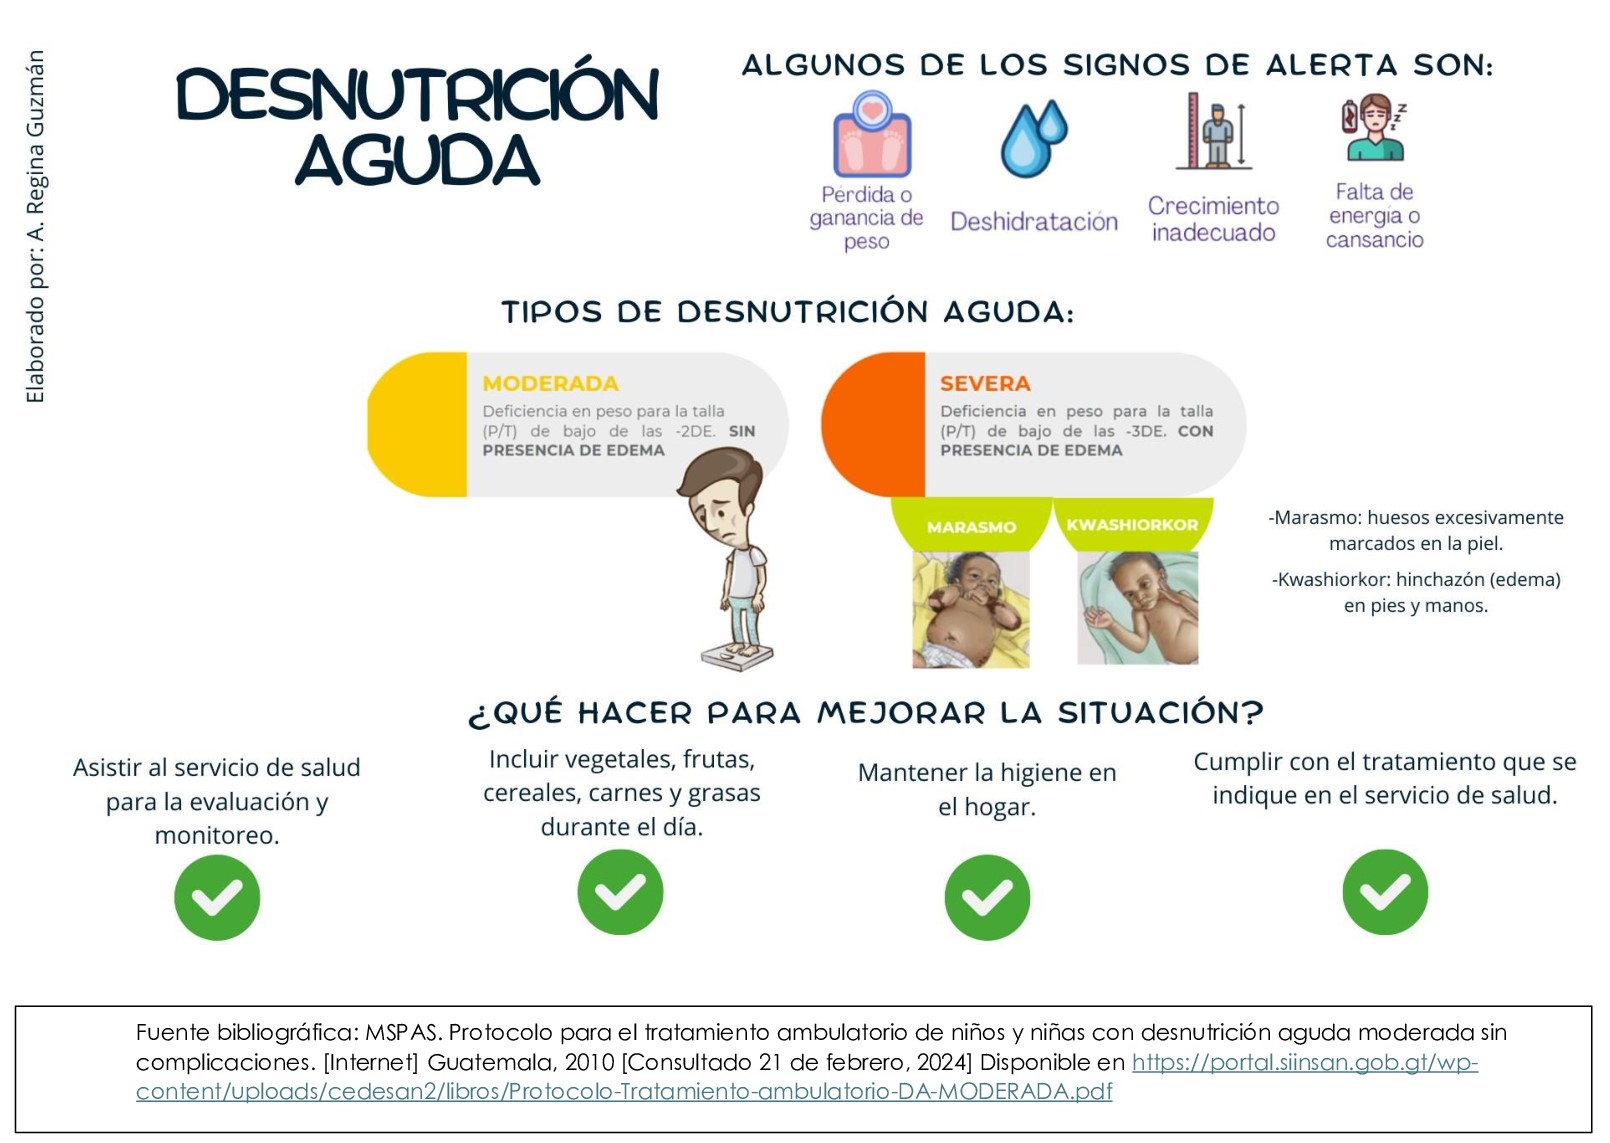 Elaborado por: A. Regina Guzmán
DESNUTRICIÓN
AGUDA
ALGUNOS DE LOS SIGNOS DE ALERTA SON:
Pérdida o
ganancia de
peso
Deshidratación
Crecimiento
inadecuado
Falta de
energía o
cansancio
TIPOS DE DESNUTRICIÓN AGUDA:
MODERADA
Deficiencia en peso para la talla
(P/T) de bajo de las -2DE. SIN
PRESENCIA DE EDEMA
SEVERA
Deficiencia en peso para la talla
(P/T) de bajo de las -3DE. CON
PRESENCIA DE EDEMA
MARASMO
KWASHIORKOR
-Marasmo: huesos excesivamente
marcados en la piel.
-Kwashiorkor: hinchazón (edema)
en pies y manos.
¿QUÉ HACER PARA MEJORAR LA SITUACIÓN?
Asistir al servicio de salud
para la evaluación y
monitoreo.
Incluir vegetales, frutas,
cereales, carnes y grasas
durante el día.
Mantener la higiene en
el hogar.
Cumplir con el tratamiento que se
indique en el servicio de salud.
Fuente bibliográfica: MSPAS. Protocolo para el tratamiento ambulatorio de niños y niñas con desnutrición aguda moderada sin
complicaciones. [Internet] Guatemala, 2010 [Consultado 21 de febrero, 2024] Disponible en https://portal.siinsan.gob.gt/wp-
content/uploads/cedesan2/libros/Protocolo-Tratamiento-ambulatorio-DA-MODERADA.pdf